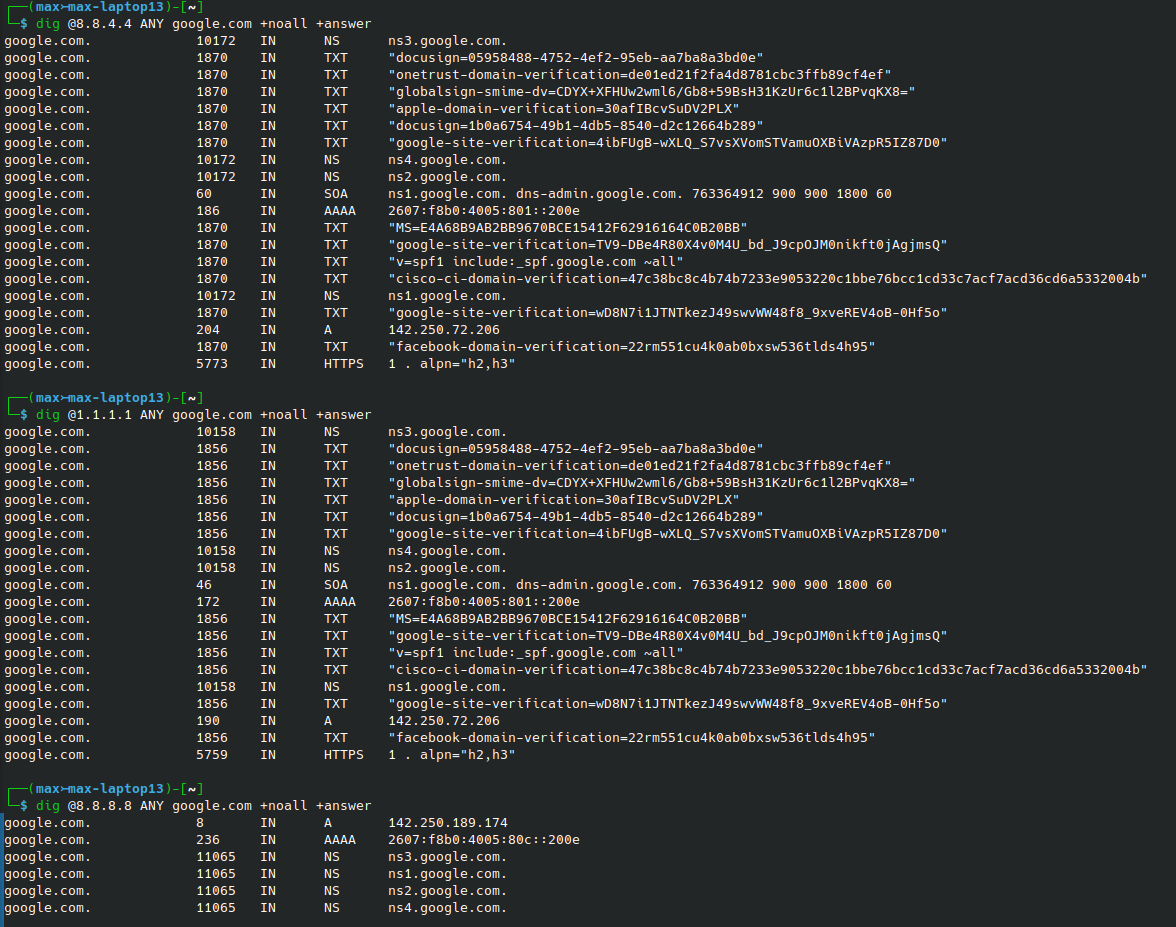 ┌──(max➣max-laptop13)-[~]
└─$ dig @8.8.4.4 ANY google.com +noall +answer
google.com. 10172 IN NS ns3.google.com.
google.com. 1870 IN TXT "docusign=05958488-4752-4ef2-95eb-aa7ba8a3bd0e"
google.com. 1870 IN TXT "onetrust-domain-verification=de01ed21f2fa4d8781cbc3ffb89cf4ef"
google.com. 1870 IN TXT "globalsign-smime-dv=CDYX+XFHUw2wml6/Gb8+59BsH31KzUr6c1l2BPvqKX8="
google.com. 1870 IN TXT "apple-domain-verification=30afIBcvSuDV2PLX"
google.com. 1870 IN TXT "docusign=1b0a6754-49b1-4db5-8540-d2c12664b289"
google.com. 1870 IN TXT "google-site-verification=4ibFUgB-wXLQ_S7vsXVomSTVamuOXBiVAzpR5IZ87D0"
google.com. 10172 IN NS ns4.google.com.
google.com. 10172 IN NS ns2.google.com.
google.com. 60 IN SOA ns1.google.com. dns-admin.google.com. 763364912 900 900 1800 60
google.com. 186 IN AAAA 2607:f8b0:4005:801::200e
google.com. 1870 IN TXT "MS=E4A68B9AB2BB9670BCE15412F62916164C0B20BB"
google.com. 1870 IN TXT "google-site-verification=TV9-DBe4R80X4v0M4U_bd_J9cpOJM0nikft0jAgjmsQ"
google.com. 1870 IN TXT "v=spf1 include:_spf.google.com ~all"
google.com. 1870 IN TXT "cisco-ci-domain-verification=47c38bc8c4b74b7233e9053220c1bbe76bcc1cd33c7acf7acd36cd6a5332004b"
google.com. 10172 IN NS ns1.google.com.
google.com. 1870 IN TXT "google-site-verification=wD8N7i1JTNTkezJ49swvWW48f8_9xveREV4oB-0Hf5o"
google.com. 204 IN A 142.250.72.206
google.com. 1870 IN TXT "facebook-domain-verification=22rm551cu4k0ab0bxsw536tlds4h95"
google.com. 5773 IN HTTPS 1 . alpn="h2,h3"
┌──(max➣max-laptop13)-[~]
└─$ dig @1.1.1.1 ANY google.com +noall +answer
google.com. 10158 IN NS ns3.google.com.
google.com. 1856 IN TXT "docusign=05958488-4752-4ef2-95eb-aa7ba8a3bd0e"
google.com. 1856 IN TXT "onetrust-domain-verification=de01ed21f2fa4d8781cbc3ffb89cf4ef"
google.com. 1856 IN TXT "globalsign-smime-dv=CDYX+XFHUw2wml6/Gb8+59BsH31KzUr6c1l2BPvqKX8="
google.com. 1856 IN TXT "apple-domain-verification=30afIBcvSuDV2PLX"
google.com. 1856 IN TXT "docusign=1b0a6754-49b1-4db5-8540-d2c12664b289"
google.com. 1856 IN TXT "google-site-verification=4ibFUgB-wXLQ_S7vsXVomSTVamuOXBiVAzpR5IZ87D0"
google.com. 10158 IN NS ns4.google.com.
google.com. 10158 IN NS ns2.google.com.
google.com. 46 IN SOA ns1.google.com. dns-admin.google.com. 763364912 900 900 1800 60
google.com. 172 IN AAAA 2607:f8b0:4005:801::200e
google.com. 1856 IN TXT "MS=E4A68B9AB2BB9670BCE15412F62916164C0B20BB"
google.com. 1856 IN TXT "google-site-verification=TV9-DBe4R80X4v0M4U_bd_J9cpOJM0nikft0jAgjmsQ"
google.com. 1856 IN TXT "v=spf1 include:_spf.google.com ~all"
google.com. 1856 IN TXT "cisco-ci-domain-verification=47c38bc8c4b74b7233e9053220c1bbe76bcc1cd33c7acf7acd36cd6a5332004b"
google.com. 10158 IN NS ns1.google.com.
google.com. 1856 IN TXT "google-site-verification=wD8N7i1JTNTkezJ49swvWW48f8_9xveREV4oB-0Hf5o"
google.com. 190 IN A 142.250.72.206
google.com. 1856 IN TXT "facebook-domain-verification=22rm551cu4k0ab0bxsw536tlds4h95"
google.com. 5759 IN HTTPS 1 . alpn="h2,h3"
┌──(max➣max-laptop13)-[~]
└─$ dig @8.8.8.8 ANY google.com +noall +answer
google.com. 8 IN A 142.250.189.174
google.com. 236 IN AAAA 2607:f8b0:4005:80c::200e
google.com. 11065 IN NS ns3.google.com.
google.com. 11065 IN NS ns1.google.com.
google.com. 11065 IN NS ns2.google.com.
google.com. 11065 IN NS ns4.google.com.